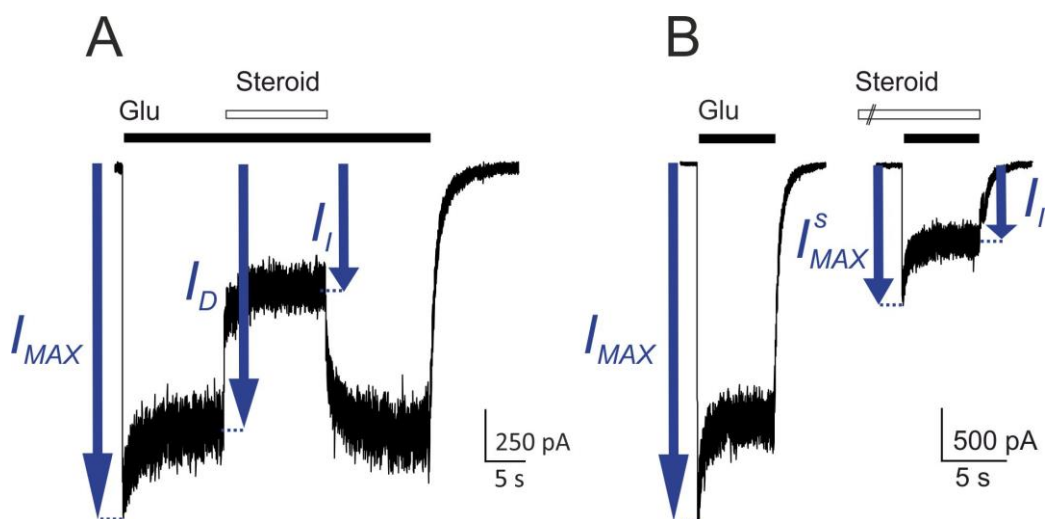 A
Steroid
Glu
I_MAX
I_D
I_I
250 pA
5 s
B
Steroid
Glu
I_MAX
I^S_MAX
I_I
500 pA
5 s